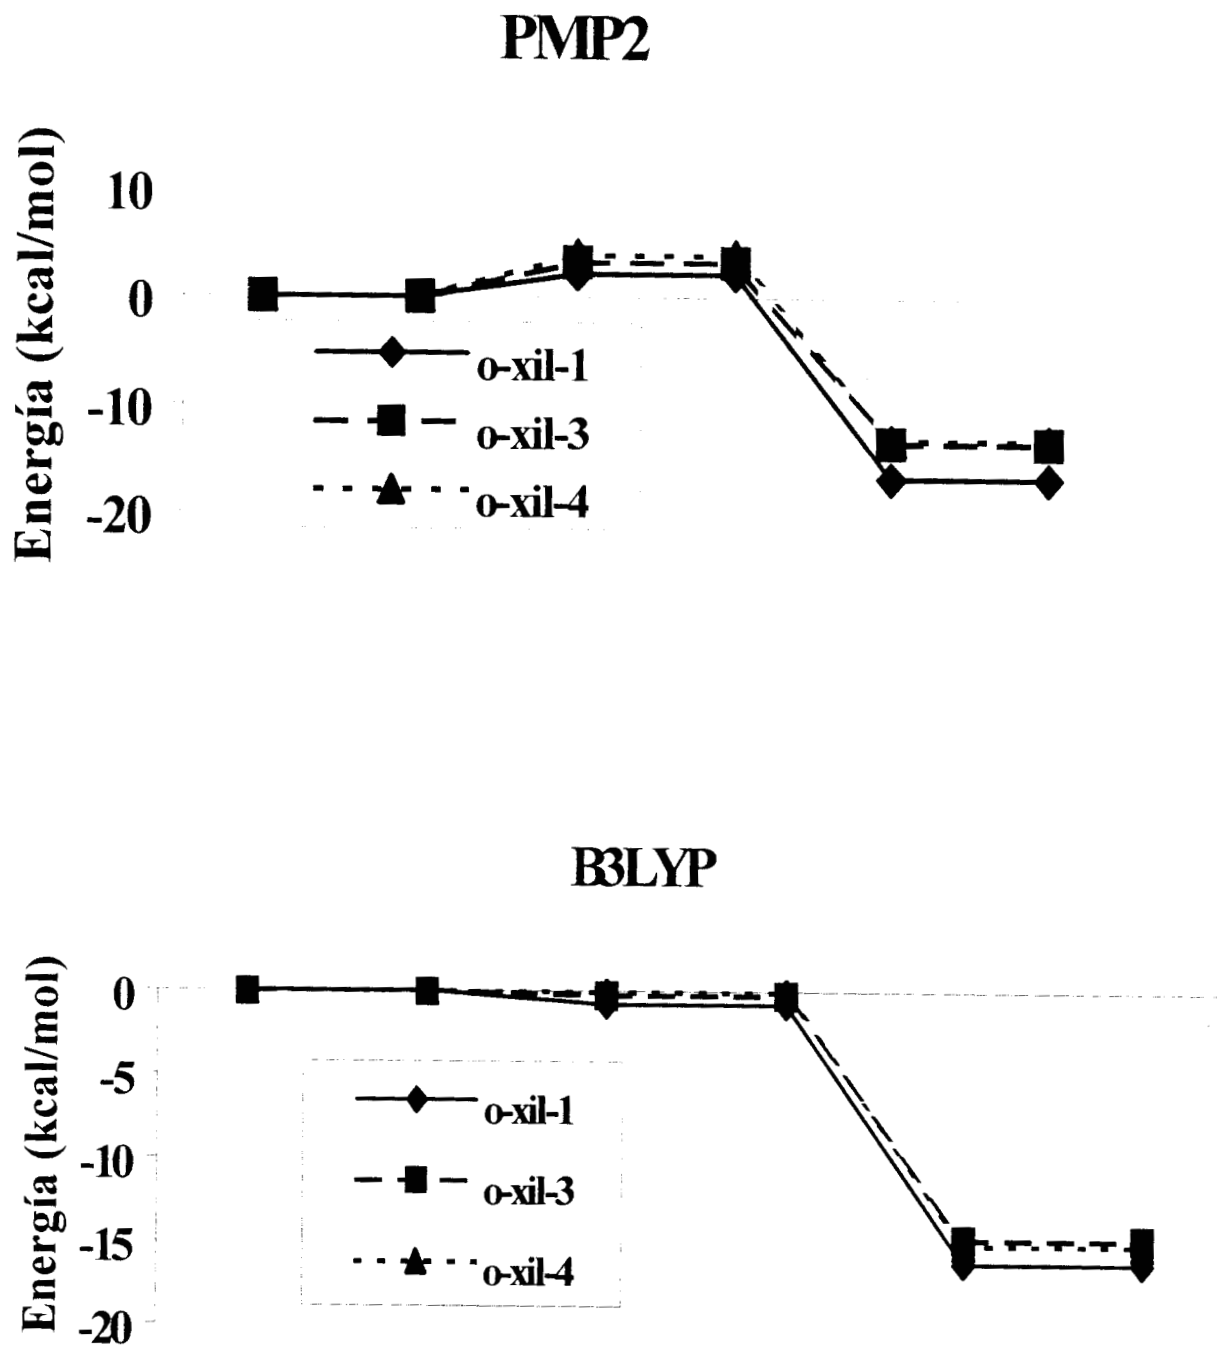 PMP2
Energía (kcal/mol)
10
0
-10
-20
o-xil-1
o-xil-3
o-xil-4
B3LYP
Energía (kcal/mol)
0
-5
-10
-15
-20
o-xil-1
o-xil-3
o-xil-4